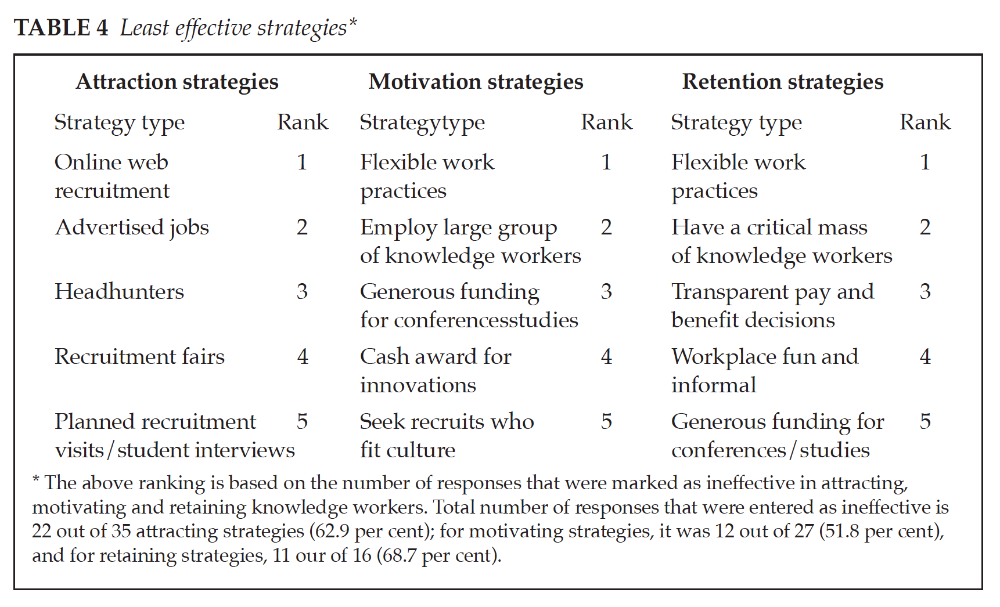 TABLE 4 Least effective strategies*
Attraction strategies Motivation strategies Retention strategies
Strategy type Rank Strategytype Rank Strategy type Rank
Online web 1 Flexible work 1 Flexible work 1
recruitment practices practices
Advertised jobs 2 Employ large group 2 Have a critical mass 2
of knowledge workers of knowledge workers
Headhunters 3 Generous funding 3 Transparent pay and 3
for conferencesstudies benefit decisions
Recruitment fairs 4 Cash award for 4 Workplace fun and 4
innovations informal
Planned recruitment 5 Seek recruits who 5 Generous funding for 5
visits/student interviews fit culture conferences/studies
* The above ranking is based on the number of responses that were marked as ineffective in attracting,
motivating and retaining knowledge workers. Total number of responses that were entered as ineffective is
22 out of 35 attracting strategies (62.9 per cent); for motivating strategies, it was 12 out of 27 (51.8 per cent),
and for retaining strategies, 11 our of 16 (68.7 per cent).